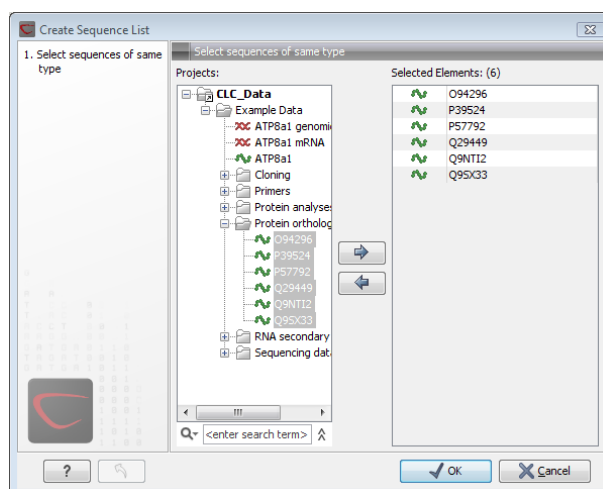 Create Sequence List
1. Select sequences of same
type
Select sequences of same type
Projects:
CLC_Data
Example Data
ATP8a1 genomi
ATP8a1 mRNA
ATP8a1
Cloning
Primers
Protein analyses
Protein ortholog
O94296
P39524
P57792
Q29449
Q9NTI2
Q9SX33
RNA secondary
Sequencing data
<enter search term>
Selected Elements: (6)
O94296
P39524
P57792
Q29449
Q9NTI2
Q9SX33
?
OK
Cancel